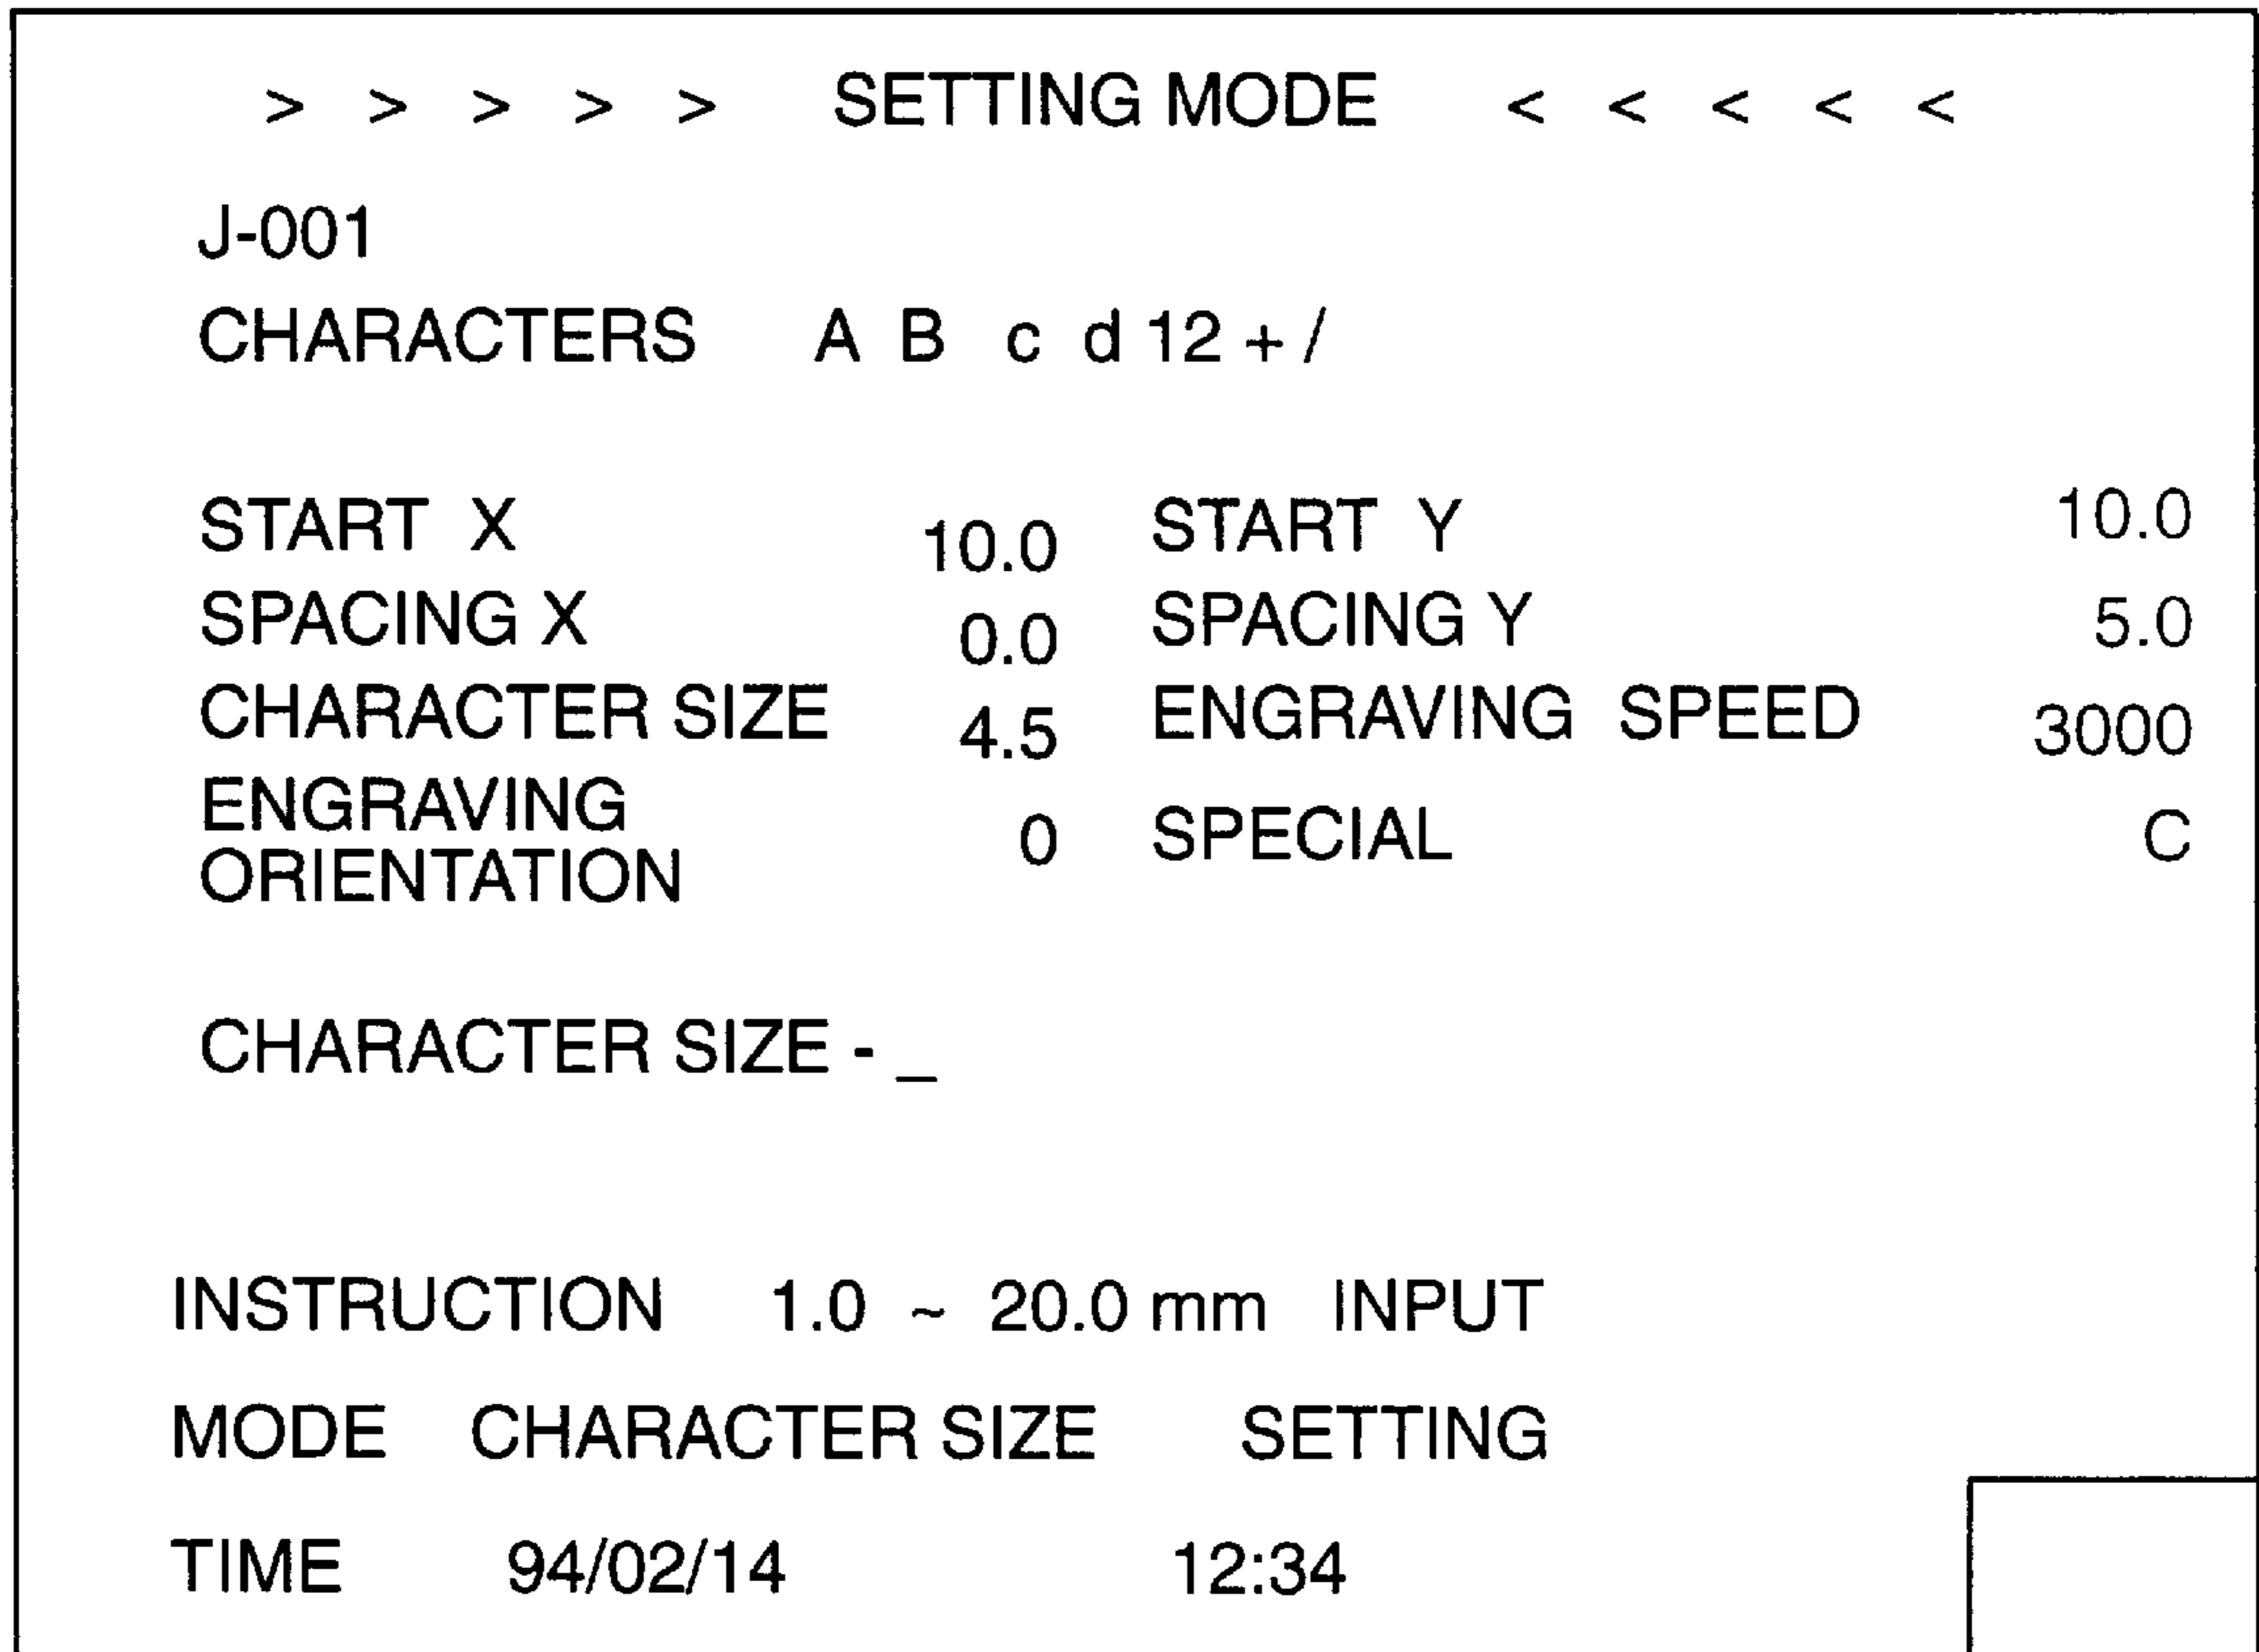 > > > > > SETTING MODE < < < < <
J-001
CHARACTERS A B c d 12 + /
START X 10.0 START Y 10.0
SPACING X 0.0 SPACING Y 5.0
CHARACTER SIZE 4.5 ENGRAVING SPEED 3000
ENGRAVING
ORIENTATION 0 SPECIAL C
CHARACTER SIZE - _
INSTRUCTION 1.0 ~ 20.0 mm INPUT
MODE CHARACTER SIZE SETTING
TIME 94/02/14 12:34